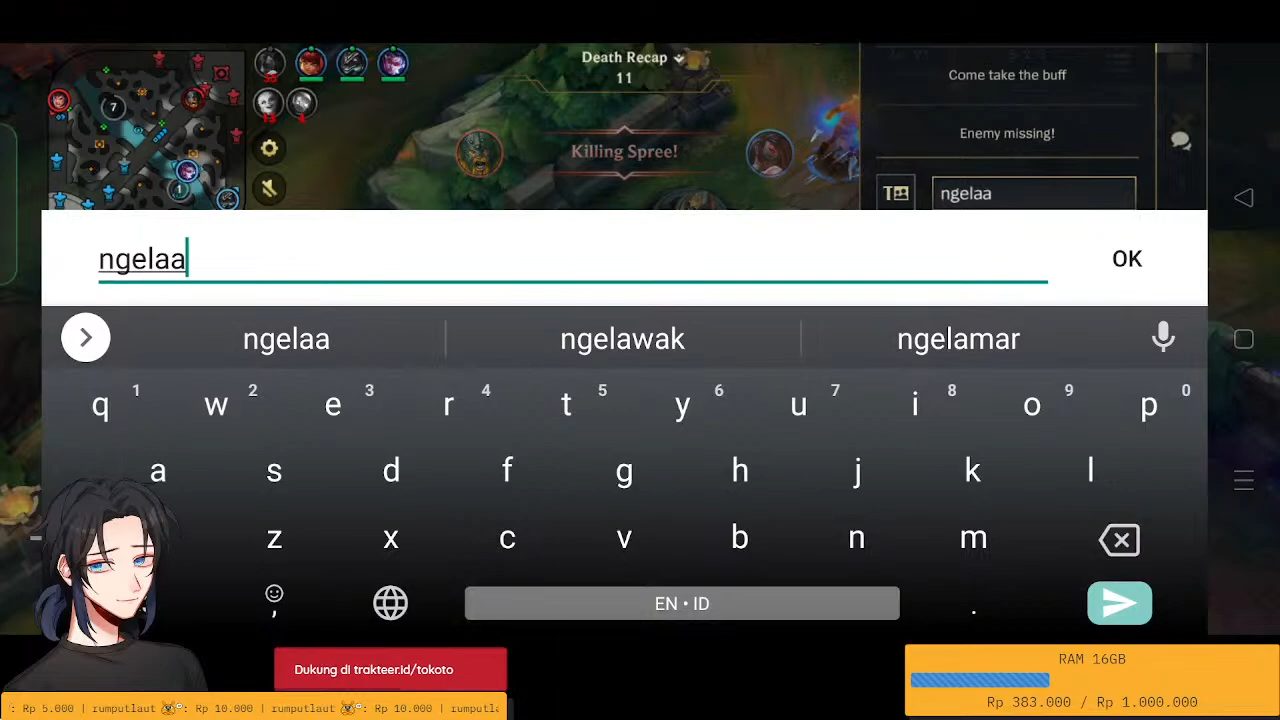 Death Recap
11
Killing Spree!
Come take the buff
Enemy missing!
ngelaa
7
1
ngelaa
OK
ngelaa ngelawak ngelamar
q 1 w 2 e 3 r 4 t 5 y 6 u 7 i 8 o 9 p 0
a s d f g h j k l
z x c v b n m
, EN • ID .
Dukung di trakteer.id/tokoto
RAM 16GB
Rp 383.000 / Rp 1.000.000
: Rp 5.000 | rumputlaut : Rp 10.000 | rumputlaut : Rp 10.000 |